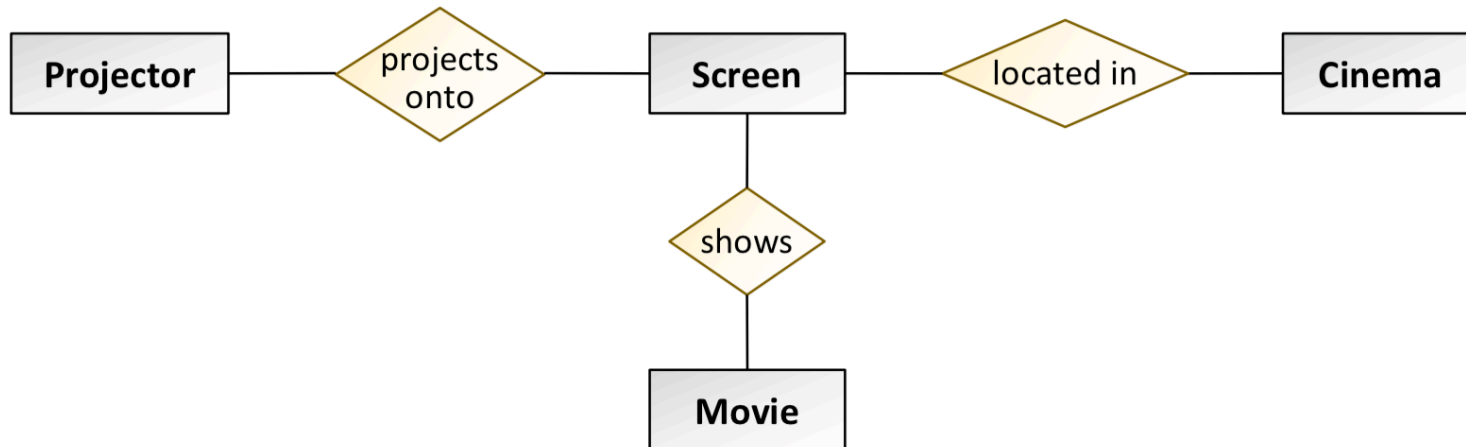 Projector
projects
onto
Screen
located in
Cinema
shows
Movie